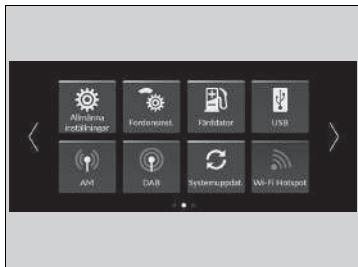 Allmänna
inställningar
Fordonsinst.
Färddator
USB
AM
DAB
Systemuppdat.
Wi-Fi Hotspot